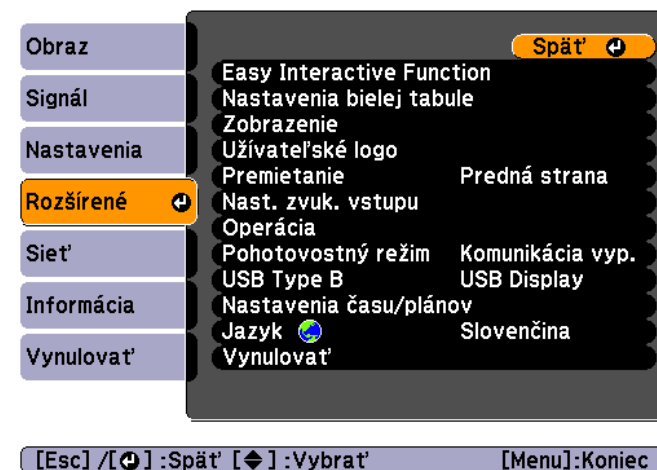 Obraz
Signál
Nastavenia
Rozšírené
Sieť
Informácia
Vynulovať
Späť
Easy Interactive Function
Nastavenia bielej tabule
Zobrazenie
Užívateľské logo
Premietanie Predná strana
Nast. zvuk. vstupu
Operácia
Pohotovostný režim Komunikácia vyp.
USB Type B USB Display
Nastavenia času/plánov
Jazyk Slovenčina
Vynulovať
[Esc] /[ ] :Späť [ ] :Vybrať [Menu]:Koniec